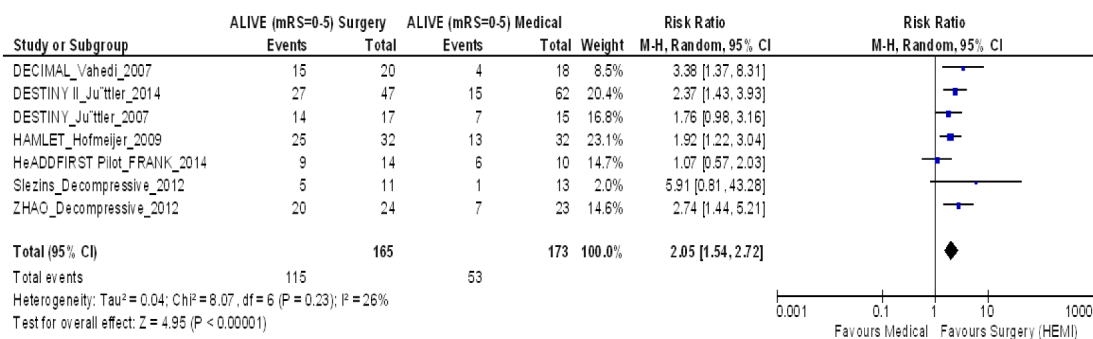 ALIVE (mRS=0-5) Surgery ALIVE (mRS=0-5) Medical Risk Ratio Risk Ratio
Study or Subgroup Events Total Events Total Weight M-H, Random, 95% CI M-H, Random, 95% CI
DECIMAL_Vahedi_2007 15 20 4 18 8.5% 3.38 [1.37, 8.31]
DESTINY II_Ju¨ttler_2014 27 47 15 62 20.4% 2.37 [1.43, 3.93]
DESTINY_Ju¨ttler_2007 14 17 7 15 16.8% 1.76 [0.98, 3.16]
HAMLET_Hofmeijer_2009 25 32 13 32 23.1% 1.92 [1.22, 3.04]
HeADDFIRST Pilot_FRANK_2014 9 14 6 10 14.7% 1.07 [0.57, 2.03]
Slezins_Decompressive_2012 5 11 1 13 2.0% 5.91 [0.81, 43.28]
ZHAO_Decompressive_2012 20 24 7 23 14.6% 2.74 [1.44, 5.21]
Total (95% CI) 165 173 100.0% 2.05 [1.54, 2.72]
Total events 115 53
Heterogeneity: Tau² = 0.04; Chi² = 8.07, df = 6 (P = 0.23); I² = 26%
Test for overall effect: Z = 4.95 (P < 0.00001)
0.001 0.1 1 10 1000
Favours Medical Favours Surgery (HEMI)